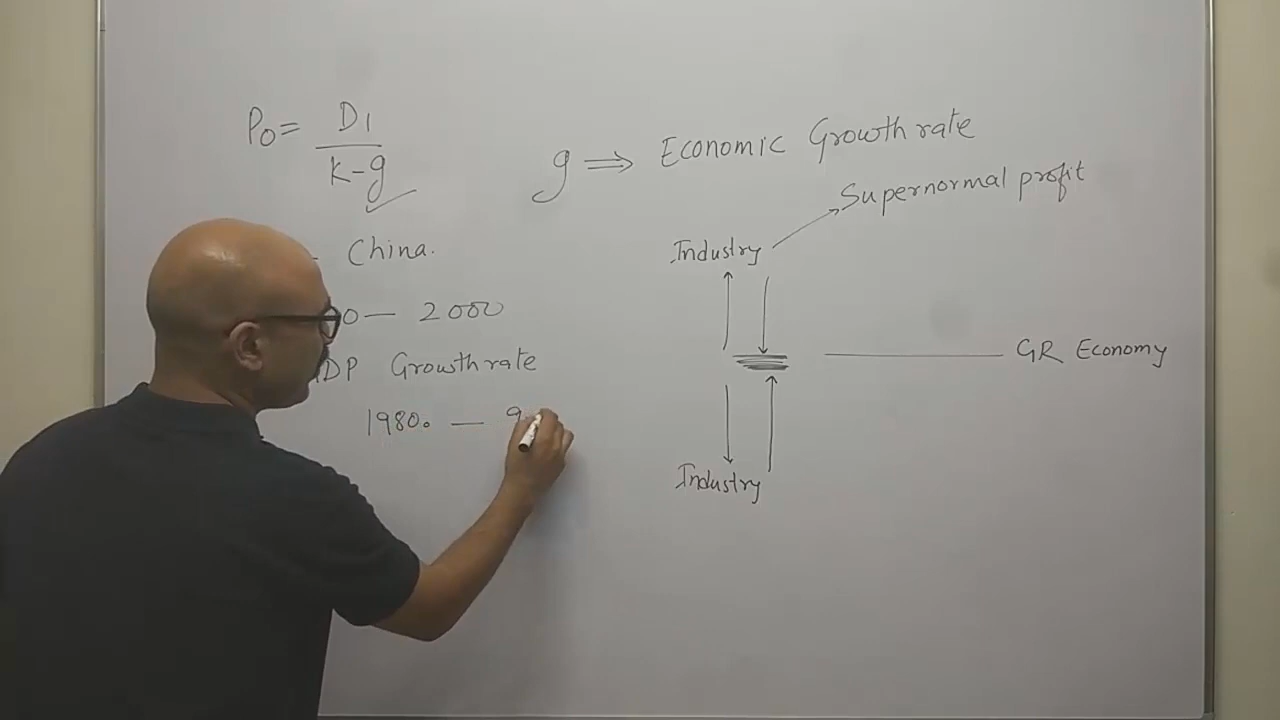 P0 = D1
k-g
g ⇒ Economic Growth rate
Supernormal profit
China.
0 — 2000
DP Growth rate
1980. — 9
Industry
GR Economy
Industry